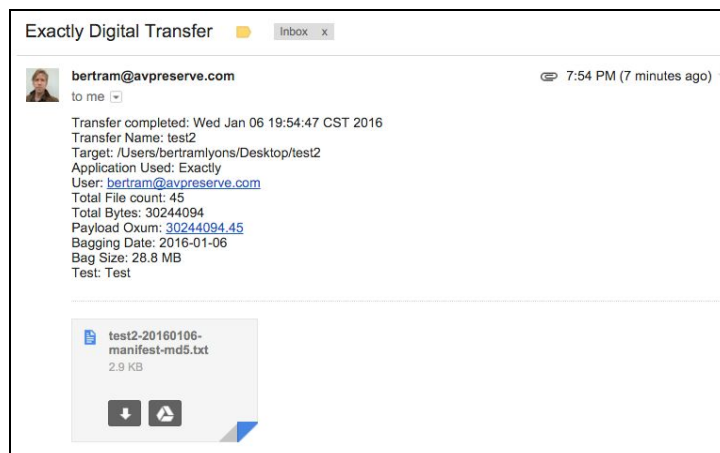 Exactly Digital Transfer
Inbox x
bertram@avpreserve.com
7:54 PM (7 minutes ago)
to me
Transfer completed: Wed Jan 06 19:54:47 CST 2016
Transfer Name: test2
Target: /Users/bertramlyons/Desktop/test2
Application Used: Exactly
User: bertram@avpreserve.com
Total File count: 45
Total Bytes: 30244094
Payload Oxum: 30244094.45
Bagging Date: 2016-01-06
Bag Size: 28.8 MB
Test: Test
test2-20160106-
manifest-md5.txt
2.9 KB